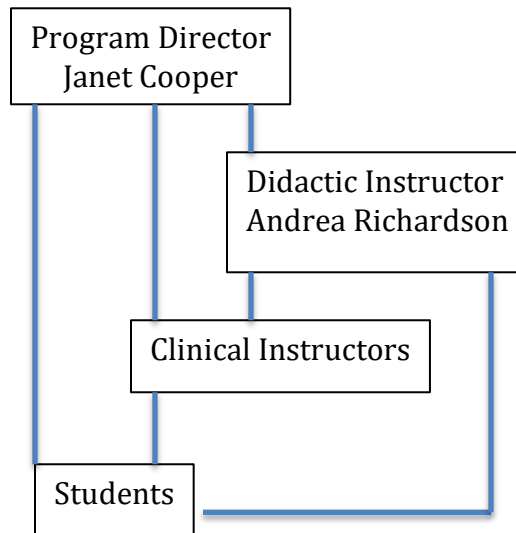 Program Director
Janet Cooper
Didactic Instructor
Andrea Richardson
Clinical Instructors
Students